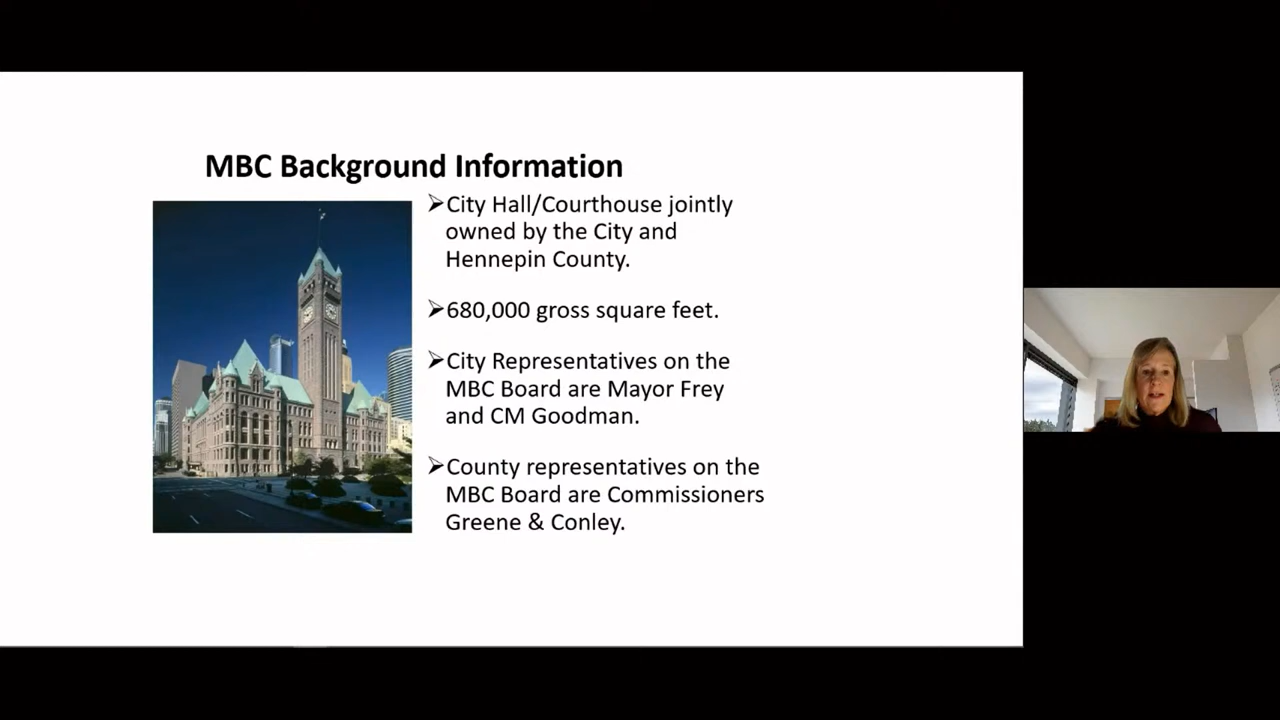 MBC Background Information
➢City Hall/Courthouse jointly
owned by the City and
Hennepin County.
➢680,000 gross square feet.
➢City Representatives on the
MBC Board are Mayor Frey
and CM Goodman.
➢County representatives on the
MBC Board are Commissioners
Greene & Conley.